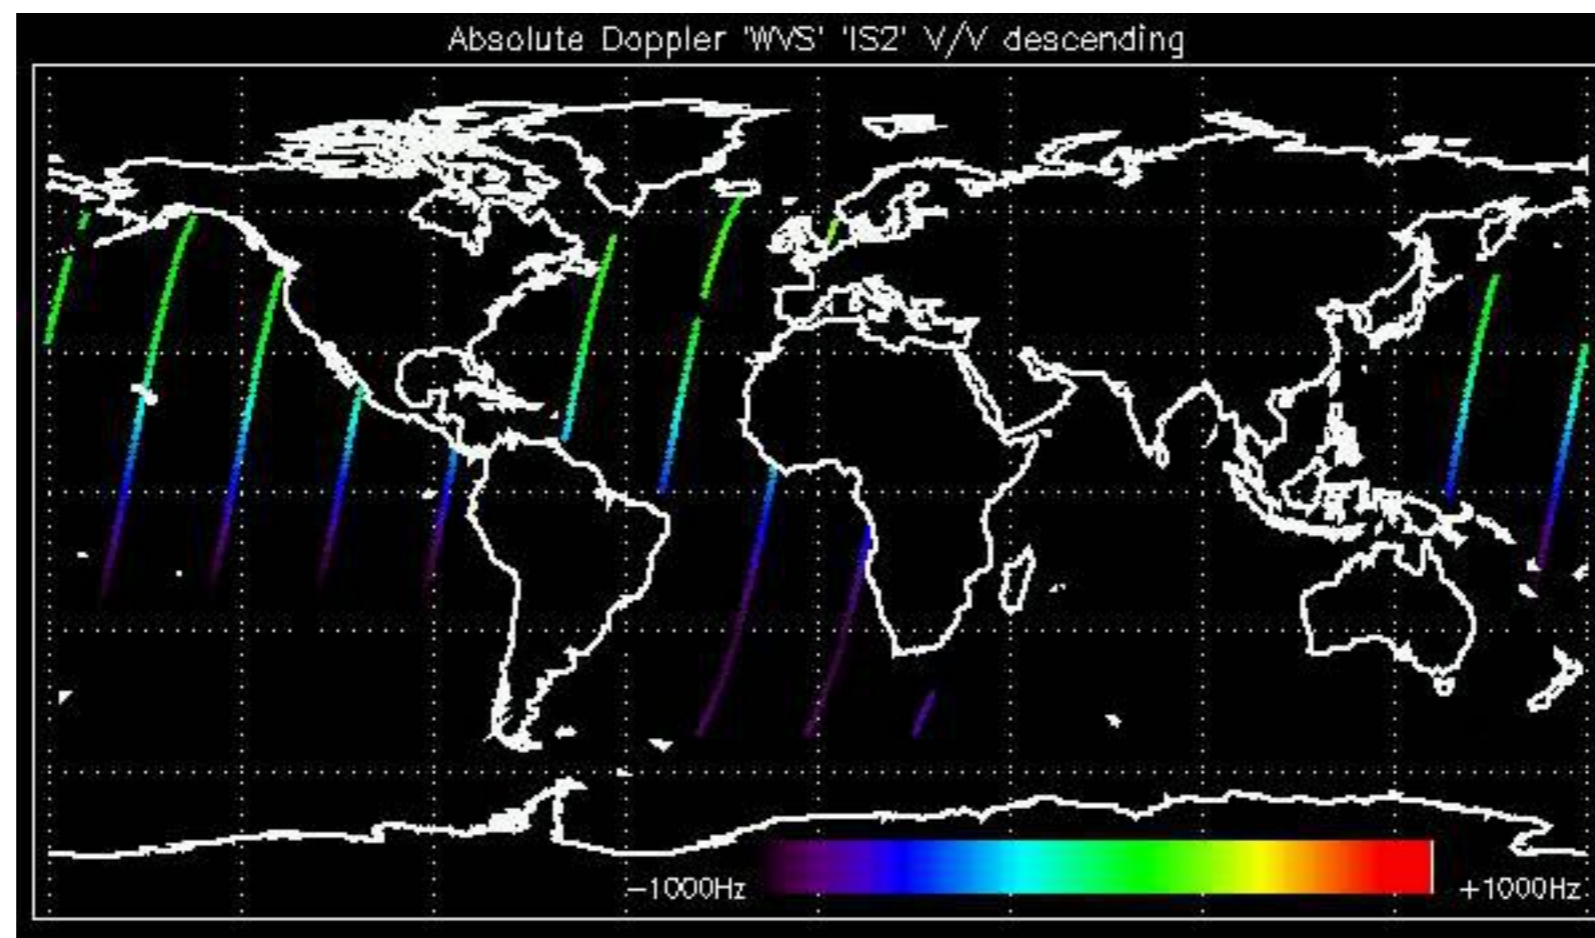 Absolute Doppler 'WVS' 'IS2' V/V descending
−1000Hz
+1000Hz